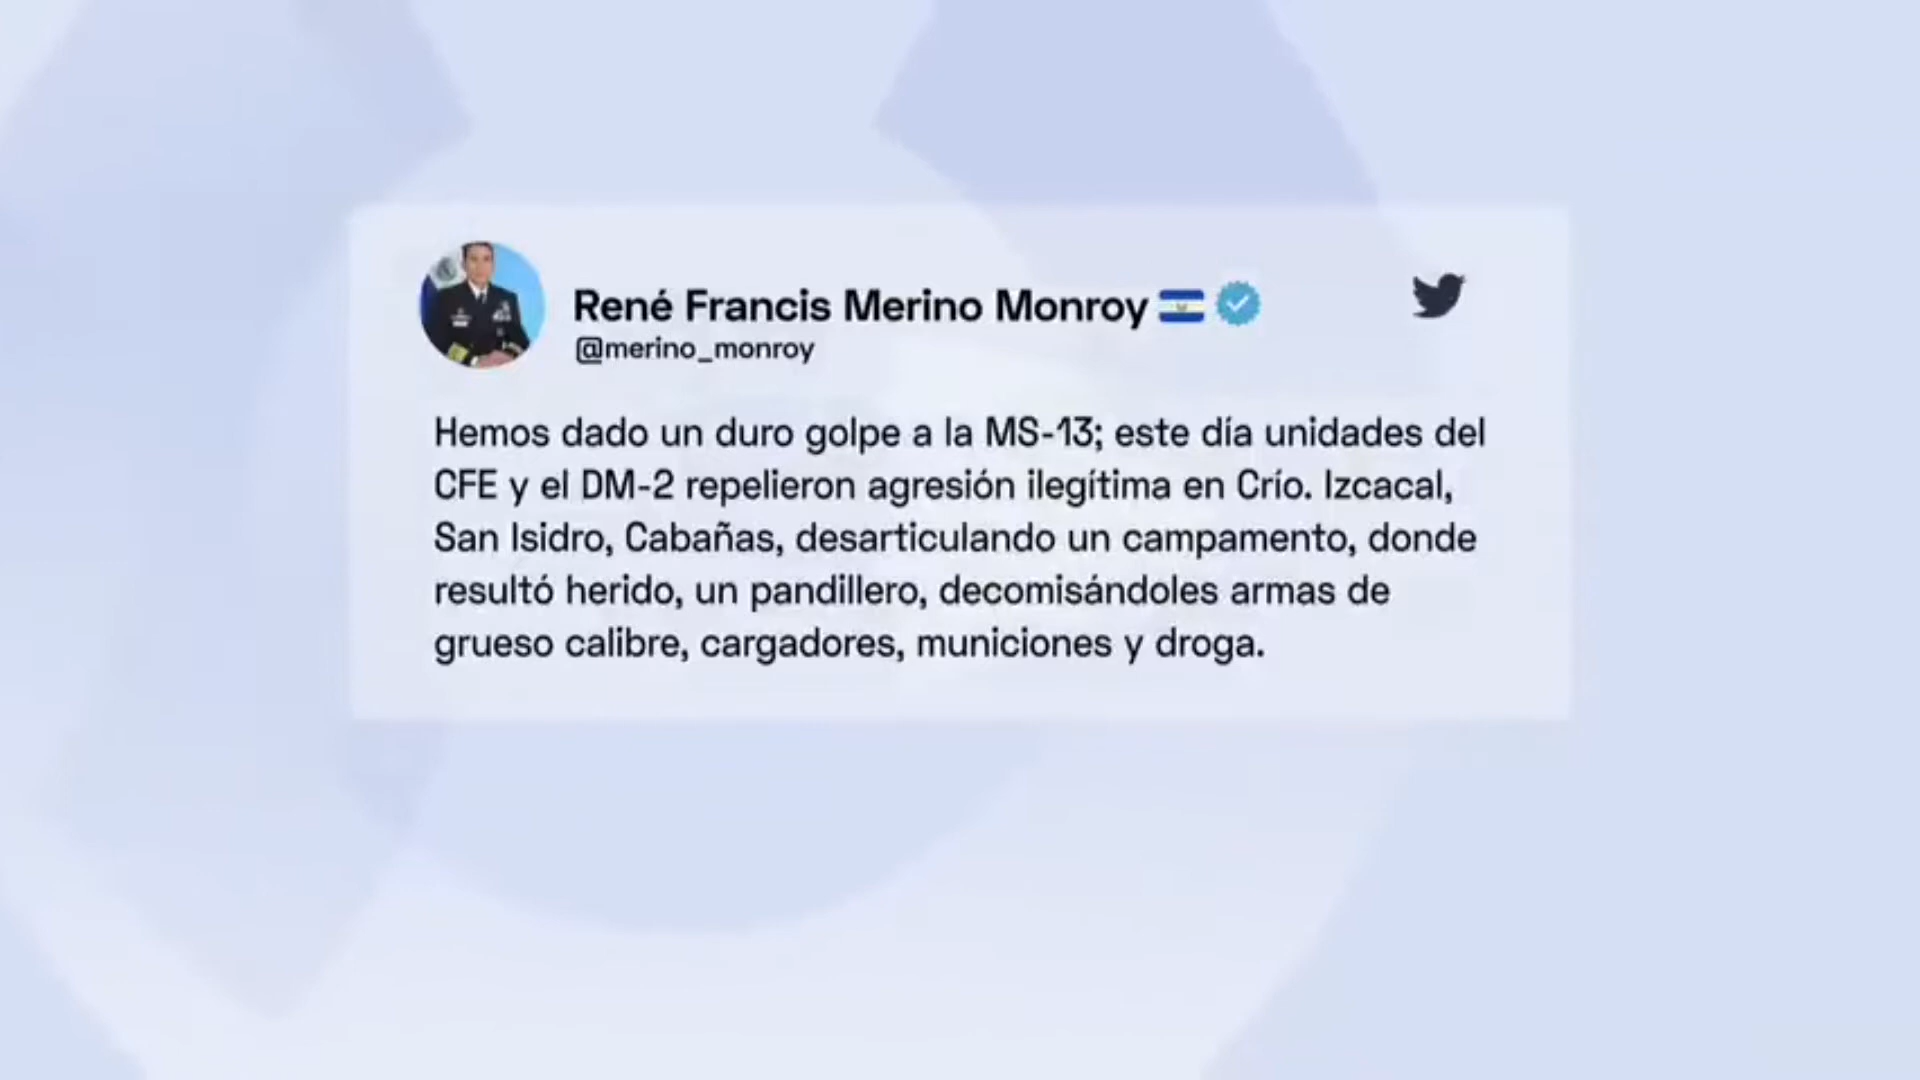 René Francis Merino Monroy
@merino_monroy
Hemos dado un duro golpe a la MS-13; este día unidades del
CFE y el DM-2 repelieron agresión ilegítima en Crío. Izcacal,
San Isidro, Cabañas, desarticulando un campamento, donde
resultó herido, un pandillero, decomisándoles armas de
grueso calibre, cargadores, municiones y droga.